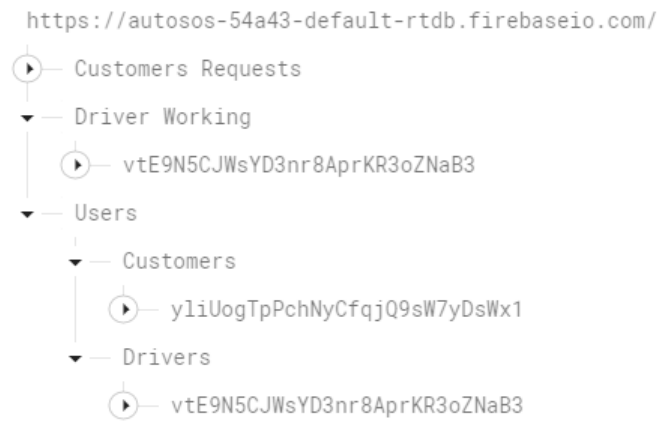 https://autosos-54a43-default-rtdb.firebaseio.com/
Customers Requests
Driver Working
vtE9N5CJWsYD3nr8AprKR3oZNaB3
Users
Customers
yliUogTpPchNyCfqjQ9sW7yDsWx1
Drivers
vtE9N5CJWsYD3nr8AprKR3oZNaB3